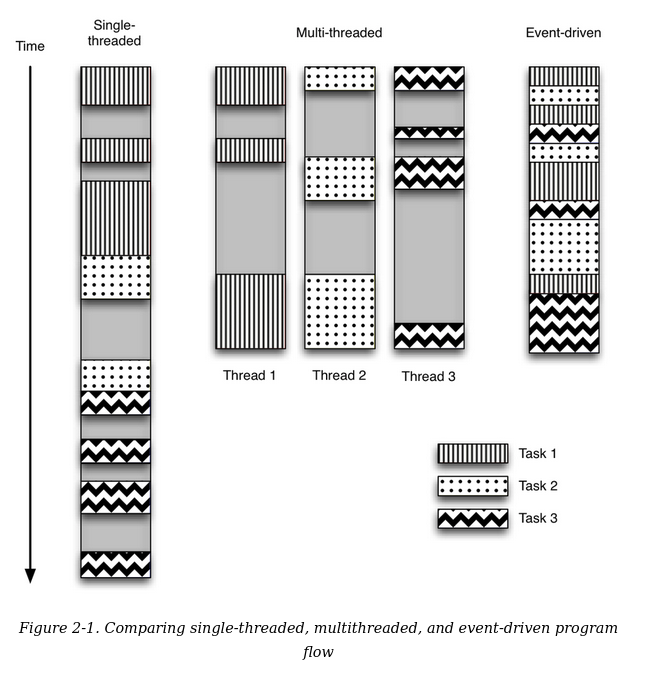 Time
Single-
threaded
Multi-threaded
Event-driven
Thread 1
Thread 2
Thread 3
Task 1
Task 2
Task 3
Figure 2-1. Comparing single-threaded, multithreaded, and event-driven program
flow